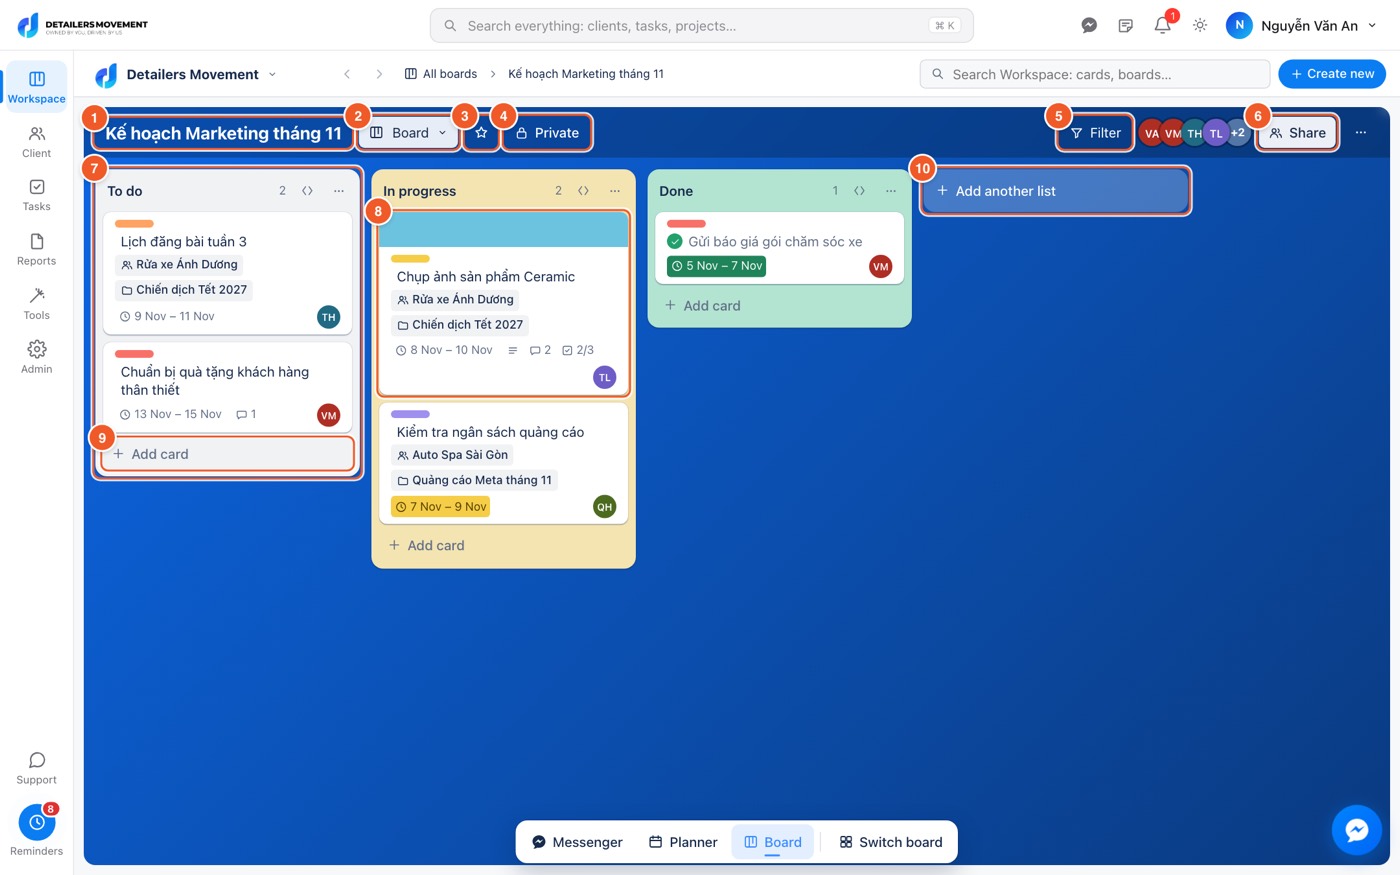 DETAILERS MOVEMENT
OWNED BY YOU, DRIVEN BY US
Search everything: clients, tasks, projects...
⌘ K
1
N
Nguyễn Văn An
Workspace
Client
Tasks
Reports
Tools
Admin
Support
8
Reminders
Detailers Movement
All boards
Kế hoạch Marketing tháng 11
Search Workspace: cards, boards...
+ Create new
1
Kế hoạch Marketing tháng 11
2
Board
3
4
Private
5
Filter
VA
VM
TH
TL
+2
6
Share
7
To do
2
Lịch đăng bài tuần 3
Rửa xe Ánh Dương
Chiến dịch Tết 2027
9 Nov – 11 Nov
TH
Chuẩn bị quà tặng khách hàng
thân thiết
13 Nov – 15 Nov
1
VM
9
+ Add card
In progress
2
8
Chụp ảnh sản phẩm Ceramic
Rửa xe Ánh Dương
Chiến dịch Tết 2027
8 Nov – 10 Nov
2
2/3
TL
Kiểm tra ngân sách quảng cáo
Auto Spa Sài Gòn
Quảng cáo Meta tháng 11
7 Nov – 9 Nov
QH
+ Add card
Done
1
Gửi báo giá gói chăm sóc xe
5 Nov – 7 Nov
VM
+ Add card
10
+ Add another list
Messenger
Planner
Board
Switch board